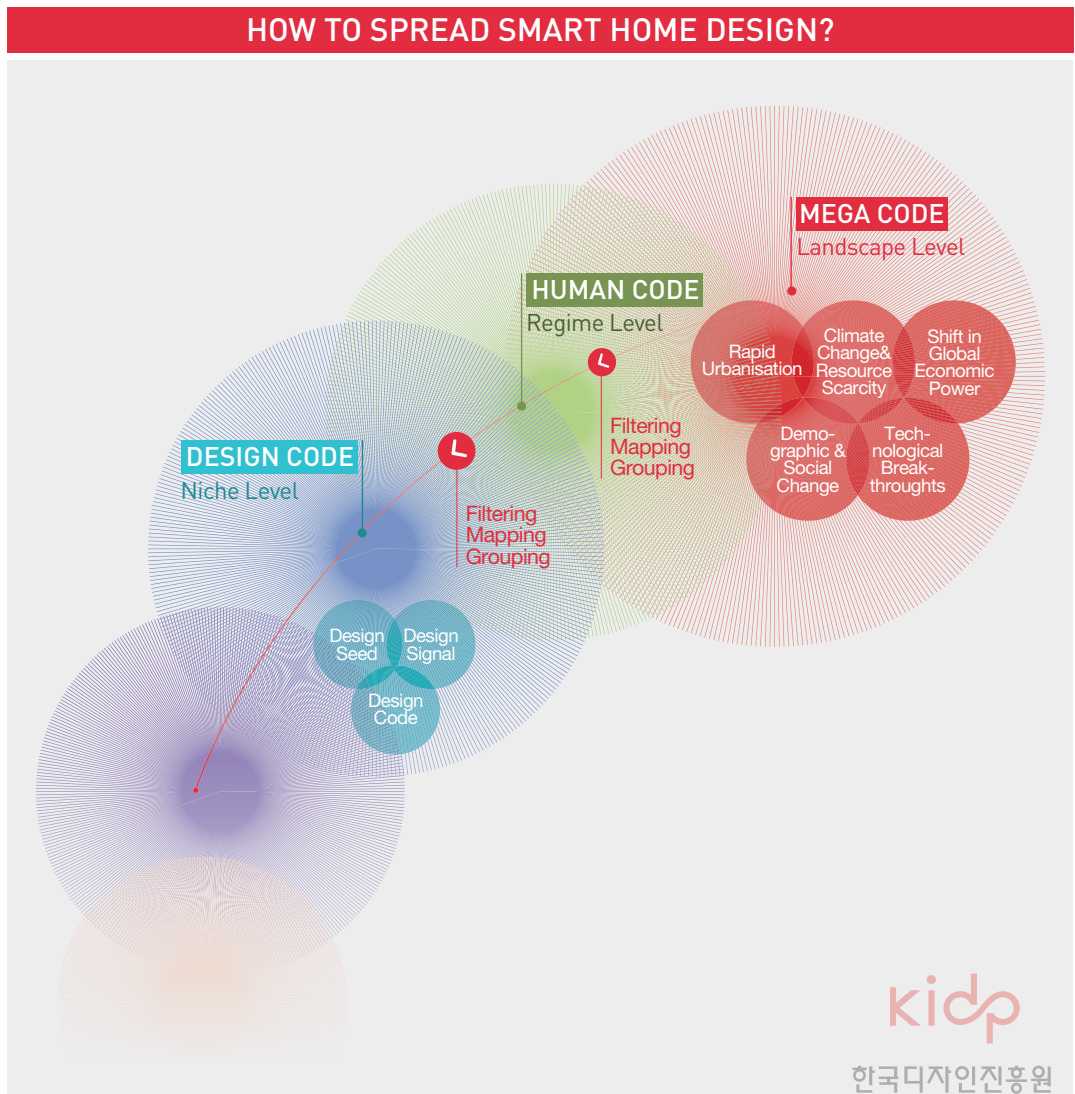 HOW TO SPREAD SMART HOME DESIGN?
MEGA CODE
Landscape Level
HUMAN CODE
Regime Level
Rapid
Urbanisation
Climate
Change&
Resource
Scarcity
Shift in
Global
Economic
Power
Demo-
graphic &
Social
Change
Tech-
nological
Break-
throughts
Filtering
Mapping
Grouping
DESIGN CODE
Niche Level
Filtering
Mapping
Grouping
Design
Seed
Design
Signal
Design
Code
kidp
한국디자인진흥원